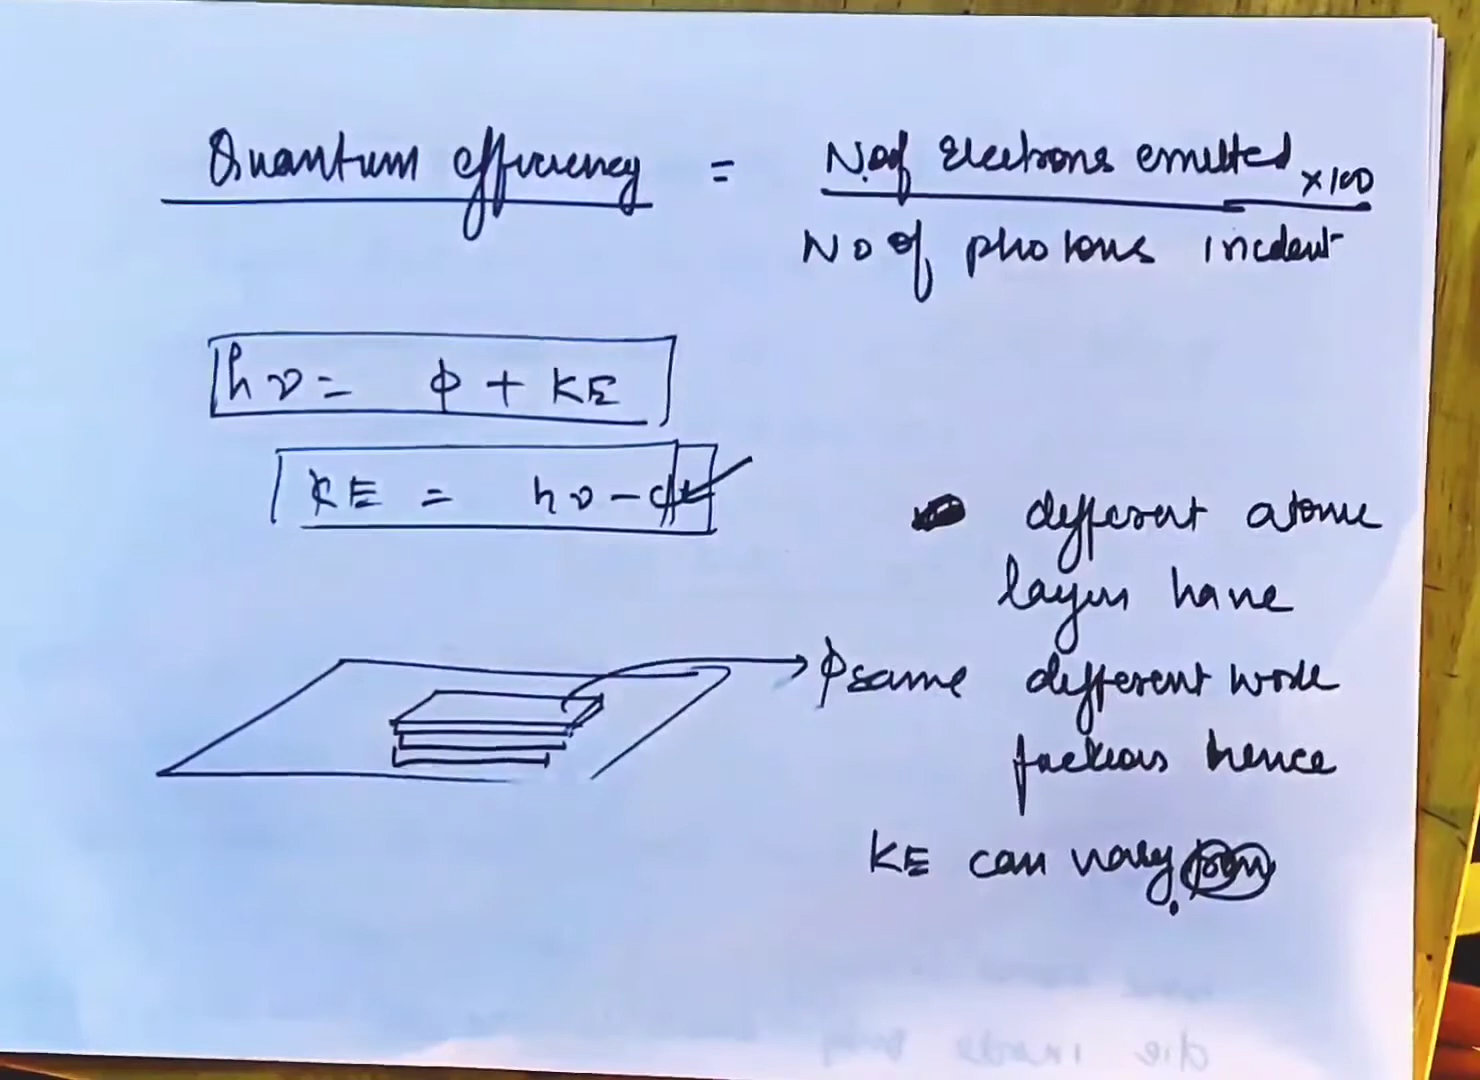 Quantum efficiency = No of Electrons emitted x100
No of photons incident
hν = ϕ + KE
KE = hν - ϕ
different atomic
layers have
ϕ same different work
functions hence
KE can vary.